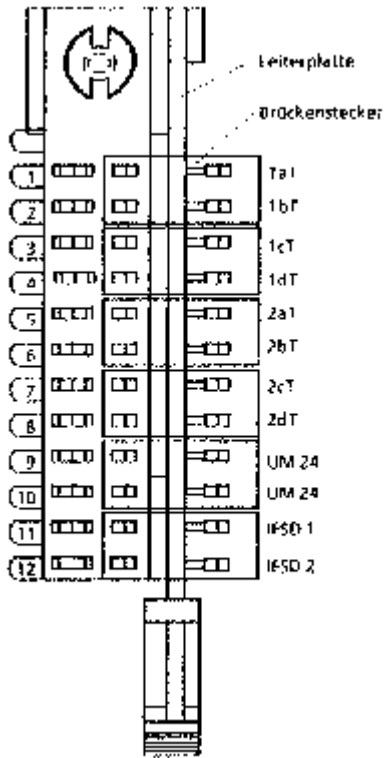 Leiterplatte
Brückenstecker
1 1aT
2 1bT
3 1cT
4 1dT
5 2aT
6 2bT
7 2cT
8 2dT
9 UM 24
10 UM 24
11 IFSD 1
12 IFSD 2